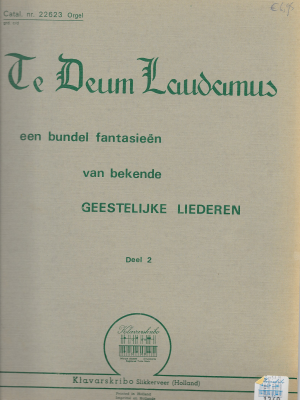 Catal. nr. 22623 Orgel
Te Deum Laudamus
een bundel fantasieën
van bekende
GEESTELIJKE LIEDEREN
Deel 2
Klavarskribo
Klavarskribo Slikkerveer (Holland)